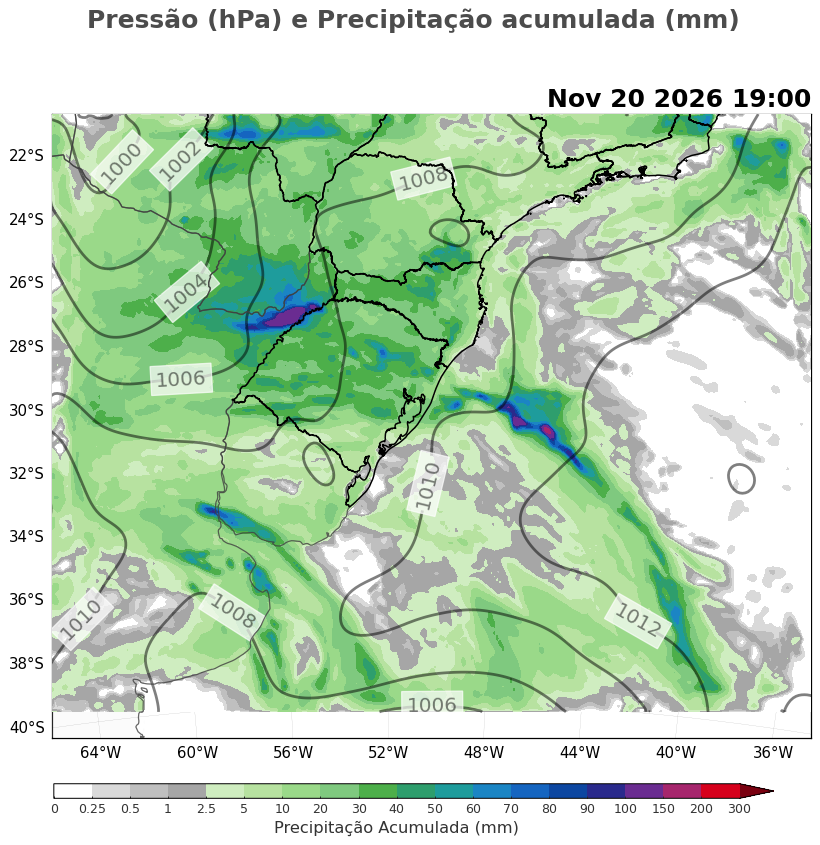 Pressão (hPa) e Precipitação acumulada (mm)
Nov 20 2026 19:00
22°S
24°S
26°S
28°S
30°S
32°S
34°S
36°S
38°S
40°S
1000
1002
1008
1004
1006
1010
1010
1008
1012
1006
64°W 60°W 56°W 52°W 48°W 44°W 40°W 36°W
0 0.25 0.5 1 2.5 5 10 20 30 40 50 60 70 80 90 100 150 200 300
Precipitação Acumulada (mm)